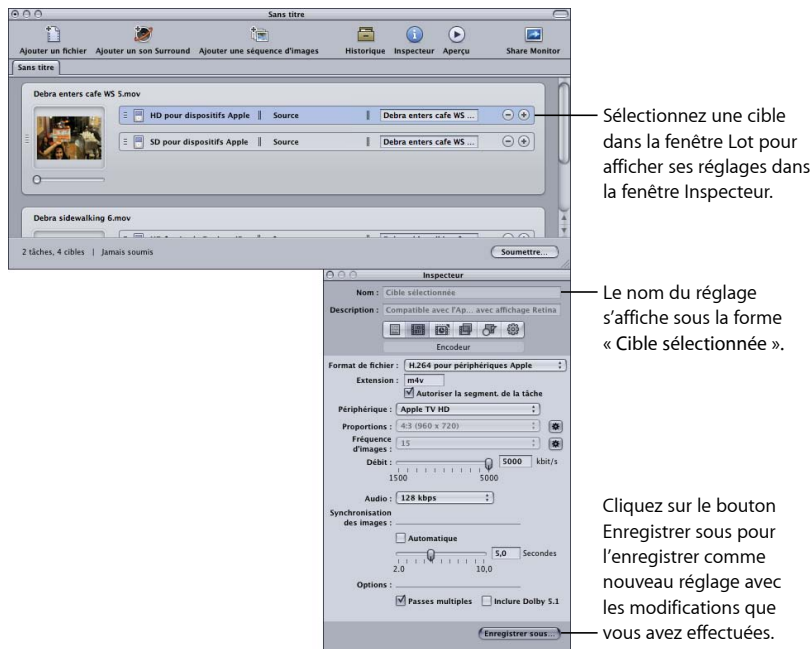 Sans titre
Ajouter un fichier Ajouter un son Surround Ajouter une séquence d'images Historique Inspecteur Aperçu Share Monitor
Sans titre
Debra enters cafe WS 5.mov
HD pour dispositifs Apple Source Debra enters cafe WS ...
SD pour dispositifs Apple Source Debra enters cafe WS ...
Debra sidewalking 6.mov
2 tâches, 4 cibles | Jamais soumis Soumettre...
Sélectionnez une cible
dans la fenêtre Lot pour
afficher ses réglages dans
la fenêtre Inspecteur.
Inspecteur
Nom : Cible sélectionnée
Description : Compatible avec l'Ap... avec affichage Retina
Encodeur
Format de fichier : H.264 pour périphériques Apple
Extension : m4v
Autoriser la segment. de la tâche
Périphérique : Apple TV HD
Proportions : 4:3 (960 x 720)
Fréquence
d'images : 15
Débit : 5000 kbit/s
1500 5000
Audio : 128 kbps
Synchronisation
des images :
Automatique
5,0 Secondes
2.0 10,0
Options :
Passes multiples Inclure Dolby 5.1
Enregistrer sous...
Le nom du réglage
s'affiche sous la forme
« Cible sélectionnée ».
Cliquez sur le bouton
Enregistrer sous pour
l'enregistrer comme
nouveau réglage avec
les modifications que
vous avez effectuées.